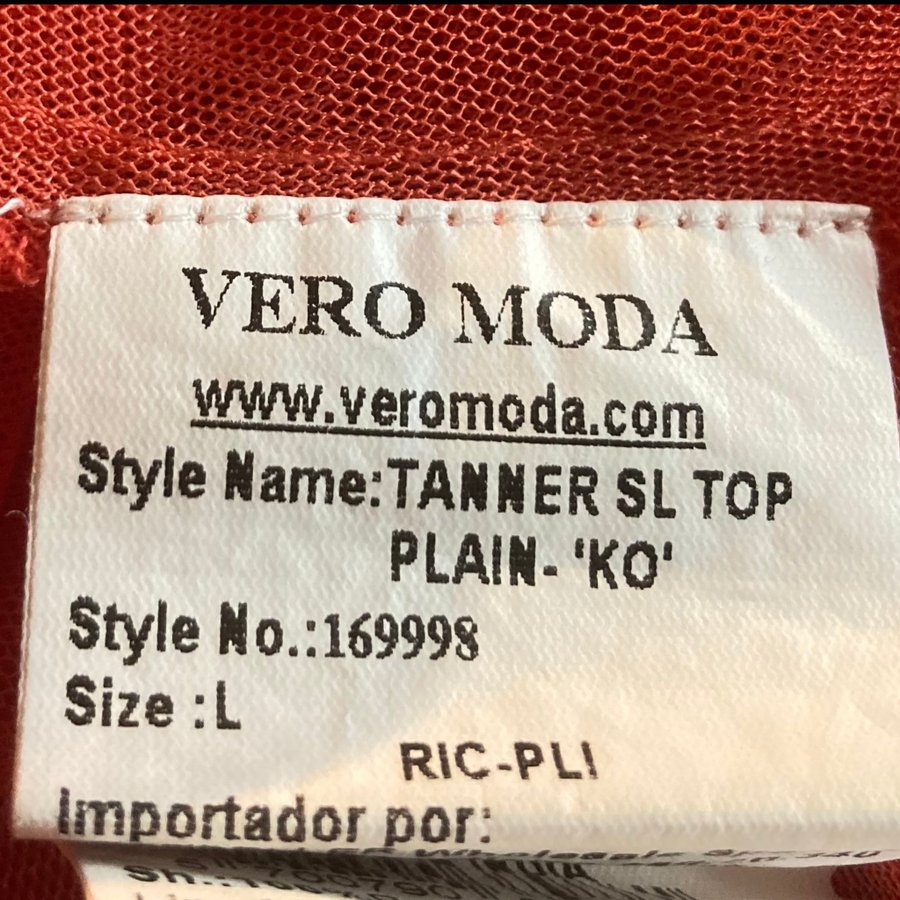 VERO MODA
www.veromoda.com
Style Name:TANNER SL TOP
PLAIN- 'KO'
Style No.:169998
Size :L
RIC-PLI
Importador por: